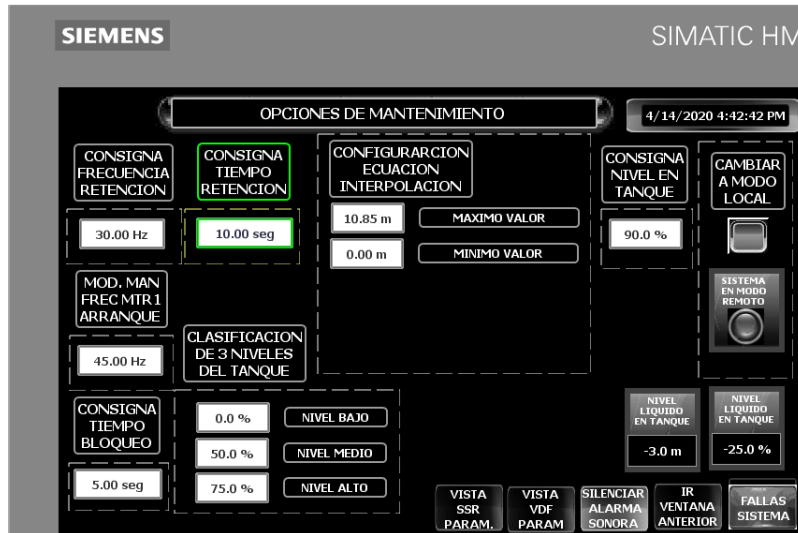 SIEMENS
SIMATIC HM
OPCIONES DE MANTENIMIENTO
4/14/2020 4:42:42 PM
CONSIGNA
FRECUENCIA
RETENCION
30.00 Hz
CONSIGNA
TIEMPO
RETENCION
10.00 seg
CONFIGURARCION
ECUACION
INTERPOLACION
10.85 m
MAXIMO VALOR
0.00 m
MINIMO VALOR
CONSIGNA
NIVEL EN
TANQUE
90.0 %
CAMBIAR
A MODO
LOCAL
SISTEMA
EN MODO
REMOTO
MOD. MAN
FREC MTR1
ARRANQUE
45.00 Hz
CLASIFICACION
DE 3 NIVELES
DEL TANQUE
0.0 %
NIVEL BAJO
50.0 %
NIVEL MEDIO
75.0 %
NIVEL ALTO
CONSIGNA
TIEMPO
BLOQUEO
5.00 seg
NIVEL
LIQUIDO
EN TANQUE
-3.0 m
NIVEL
LIQUIDO
EN TANQUE
-25.0 %
VISTA
SSR
PARAM.
VISTA
VDF
PARAM
SILENCIAR
ALARMA
SONORA
IR
VENTANA
ANTERIOR
FALLAS
SISTEMA